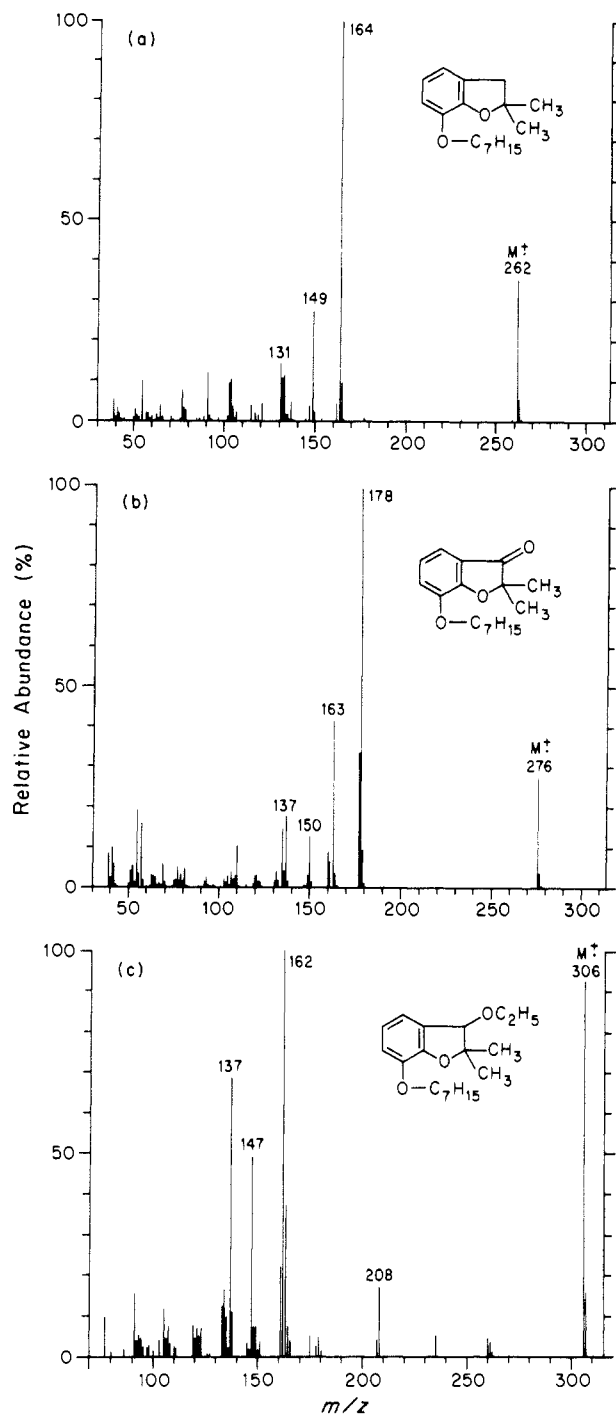 (a)
100
50
0
164
149
131
M+·
262
O
CH3
CH3
O
C7H15
50 100 150 200 250 300
(b)
100
50
0
178
163
137
150
M+·
276
O
O
CH3
CH3
O
C7H15
50 100 150 200 250 300
Relative Abundance (%)
(c)
100
50
0
162
137
147
208
M+·
306
OC2H5
O
CH3
CH3
O
C7H15
100 150 200 250 300
m/z